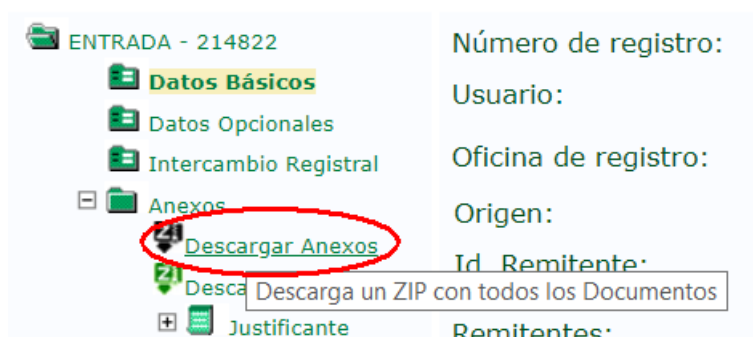 ENTRADA - 214822
Datos Básicos
Datos Opcionales
Intercambio Registral
Anexos
Descargar Anexos
Desca
Descarga un ZIP con todos los Documentos
Justificante
Número de registro:
Usuario:
Oficina de registro:
Origen:
Id. Remitente:
Remitentes: